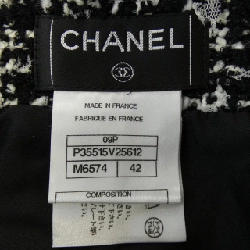 CHANEL
MADE IN FRANCE
FABRIQUE EN FRANCE
09P
P35515V25612
M6574 42
COMPOSITION